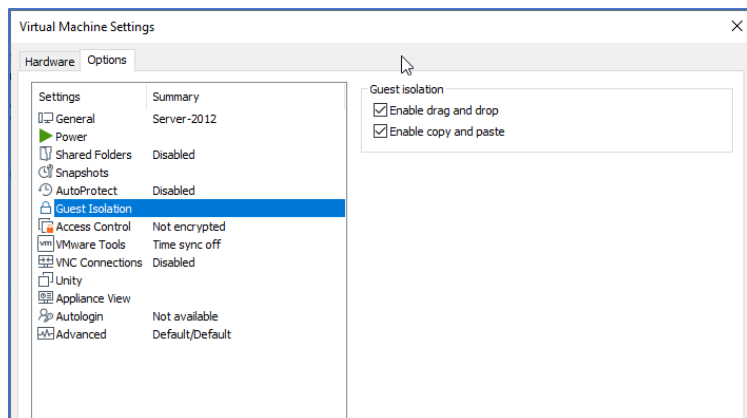 Virtual Machine Settings
Hardware Options
Settings Summary
General Server-2012
Power
Shared Folders Disabled
Snapshots
AutoProtect Disabled
Guest Isolation
Access Control Not encrypted
vm VMware Tools Time sync off
VNC Connections Disabled
Unity
Appliance View
Autologin Not available
Advanced Default/Default
Guest isolation
Enable drag and drop
Enable copy and paste